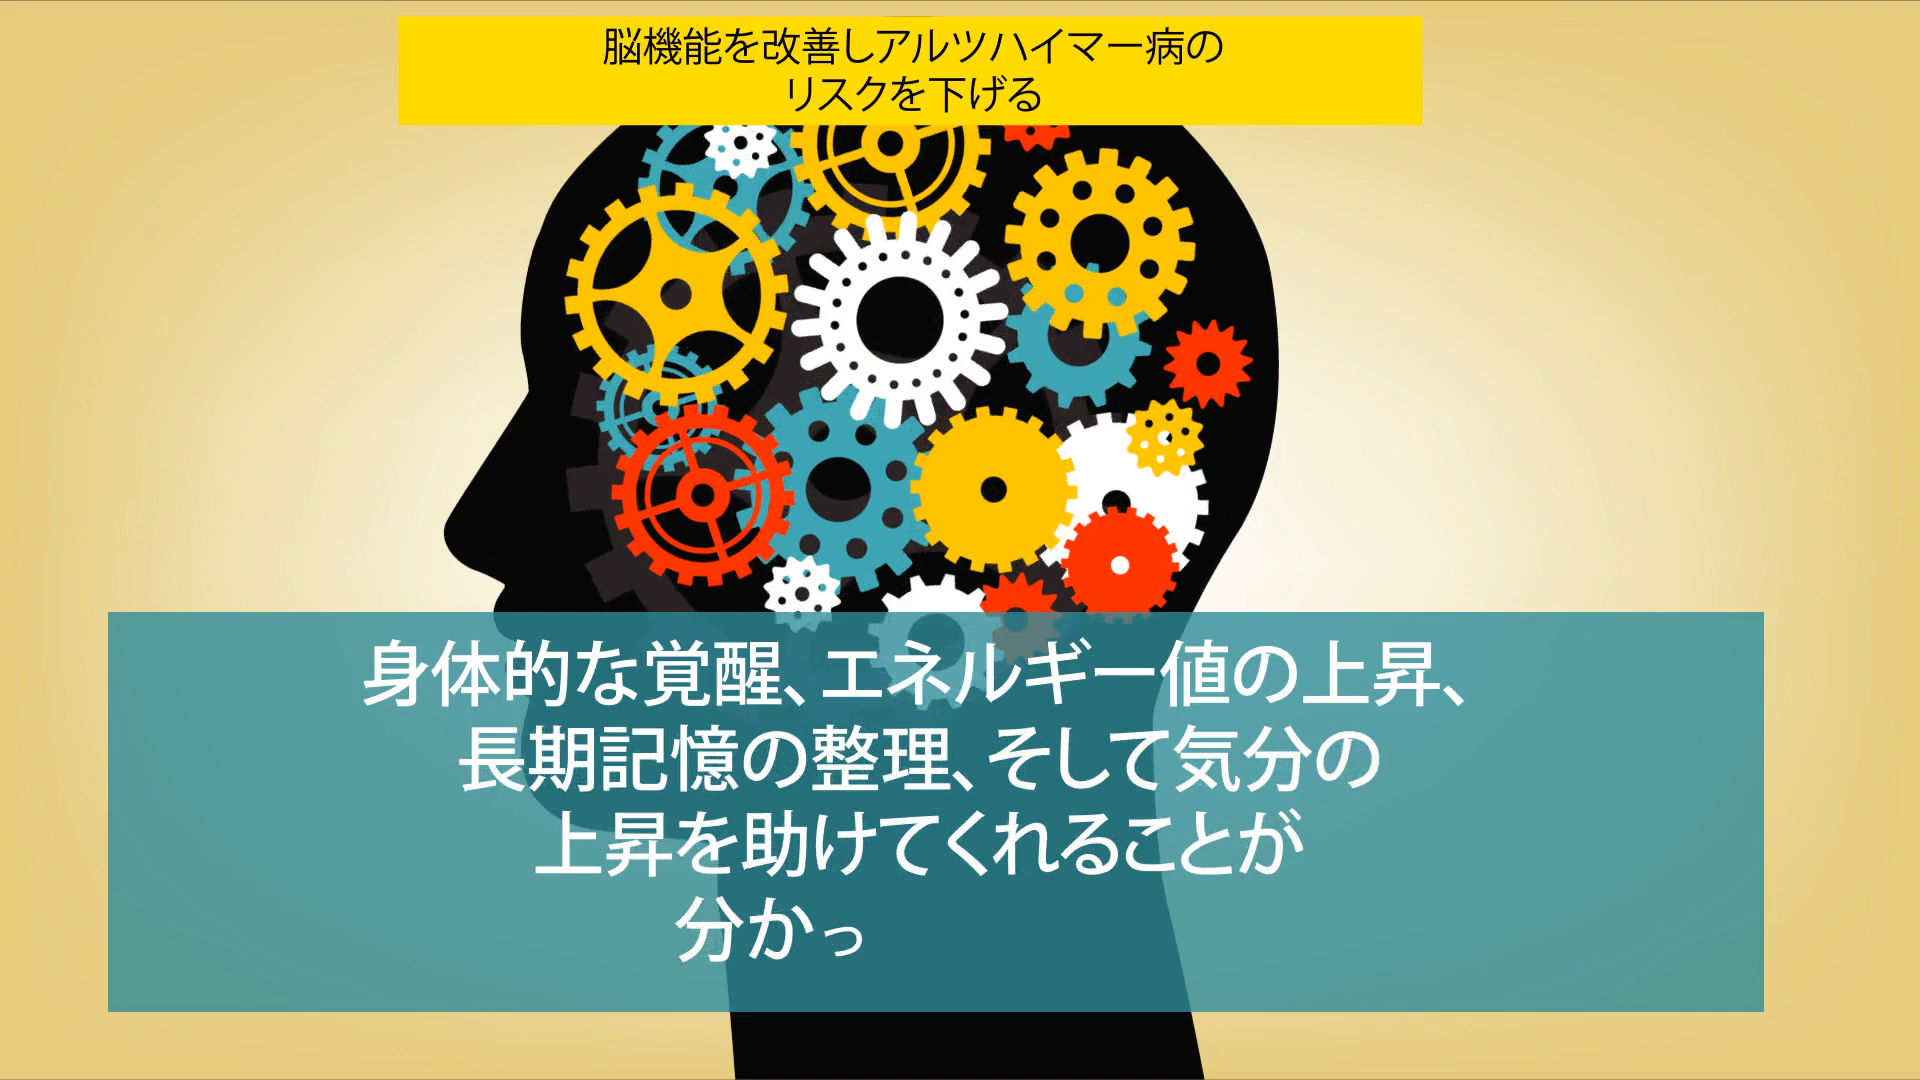 脳機能を改善しアルツハイマー病の
リスクを下げる
身体的な覚醒、エネルギー値の上昇、
長期記憶の整理、そして気分の
上昇を助けてくれることが
分かっ